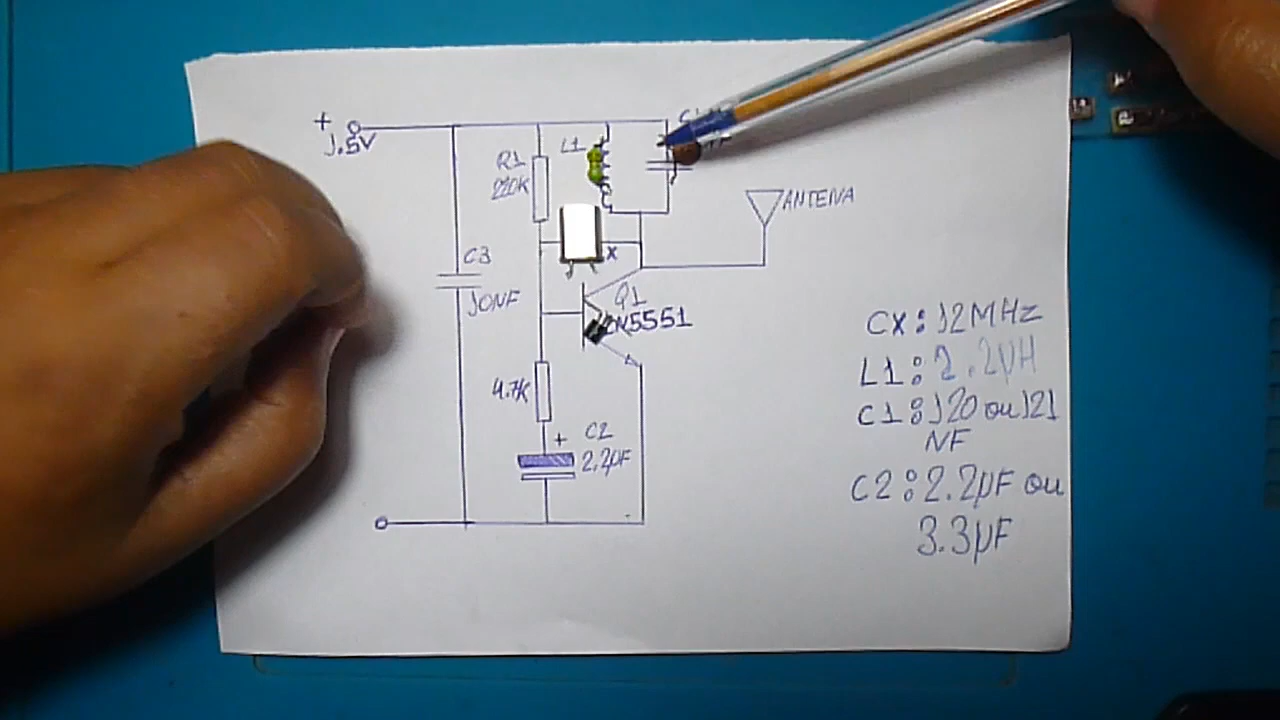 +
1.5V
R1
220K
L1
ANTENA
C3
10NF
X
Q1
2N5551
4.7K
+
C2
2,2µF
CX: 12MHz
L1: 2.2µH
C1: 120 ou 121
NF
C2: 2.2µF ou
3.3µF